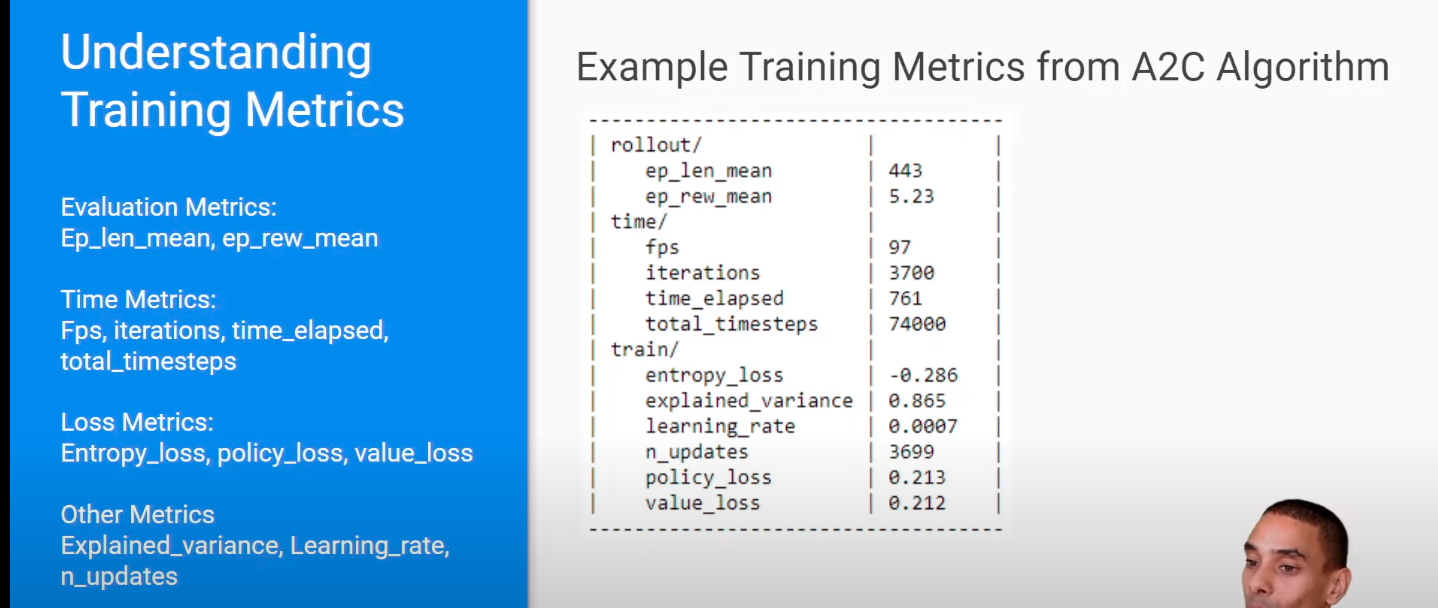 Understanding
Training Metrics
Evaluation Metrics:
Ep_len_mean, ep_rew_mean
Time Metrics:
Fps, iterations, time_elapsed,
total_timesteps
Loss Metrics:
Entropy_loss, policy_loss, value_loss
Other Metrics
Explained_variance, Learning_rate,
n_updates
Example Training Metrics from A2C Algorithm
-----------------------------------
| rollout/ | |
| ep_len_mean | 443 |
| ep_rew_mean | 5.23 |
| time/ | |
| fps | 97 |
| iterations | 3700 |
| time_elapsed | 761 |
| total_timesteps | 74000 |
| train/ | |
| entropy_loss | -0.286 |
| explained_variance | 0.865 |
| learning_rate | 0.0007 |
| n_updates | 3699 |
| policy_loss | 0.213 |
| value_loss | 0.212 |
-----------------------------------